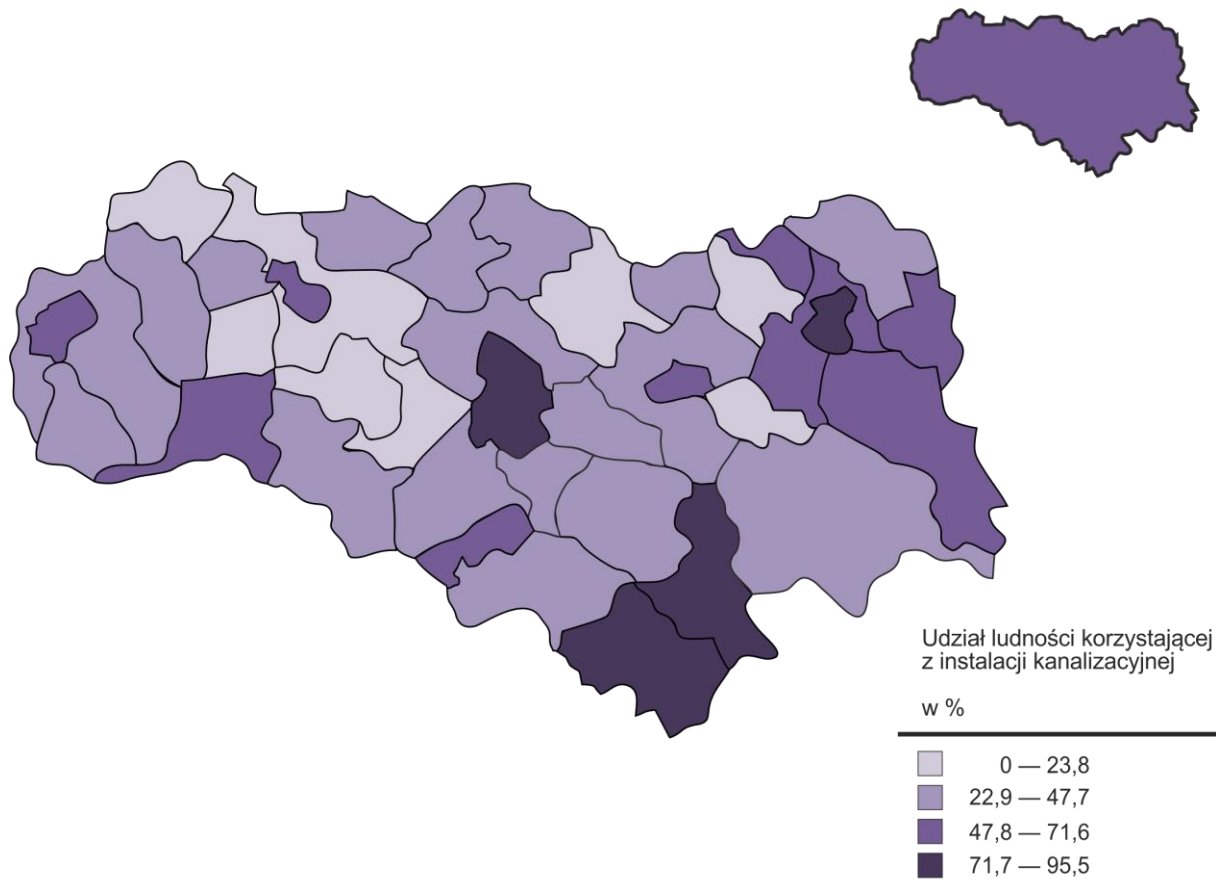 Udział ludności korzystającej
z instalacji kanalizacyjnej
w %
0 — 23,8
22,9 — 47,7
47,8 — 71,6
71,7 — 95,5